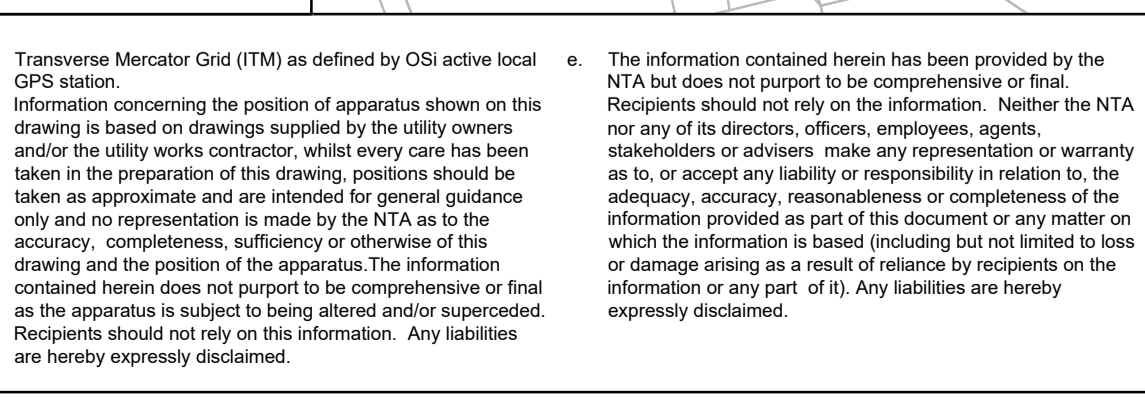 Transverse Mercator Grid (ITM) as defined by OSi active local
GPS station.
Information concerning the position of apparatus shown on this
drawing is based on drawings supplied by the utility owners
and/or the utility works contractor, whilst every care has been
taken in the preparation of this drawing, positions should be
taken as approximate and are intended for general guidance
only and no representation is made by the NTA as to the
accuracy,  completeness, sufficiency or otherwise of this
drawing and the position of the apparatus.The information
contained herein does not purport to be comprehensive or final
as the apparatus is subject to being altered and/or superceded.
Recipients should not rely on this information.  Any liabilities
are hereby expressly disclaimed.
e. The information contained herein has been provided by the
NTA but does not purport to be comprehensive or final.
Recipients should not rely on the information.  Neither the NTA
nor any of its directors, officers, employees, agents,
stakeholders or advisers  make any representation or warranty
as to, or accept any liability or responsibility in relation to, the
adequacy, accuracy, reasonableness or completeness of the
information provided as part of this document or any matter on
which the information is based (including but not limited to loss
or damage arising as a result of reliance by recipients on the
information or any part  of it). Any liabilities are hereby
expressly disclaimed.